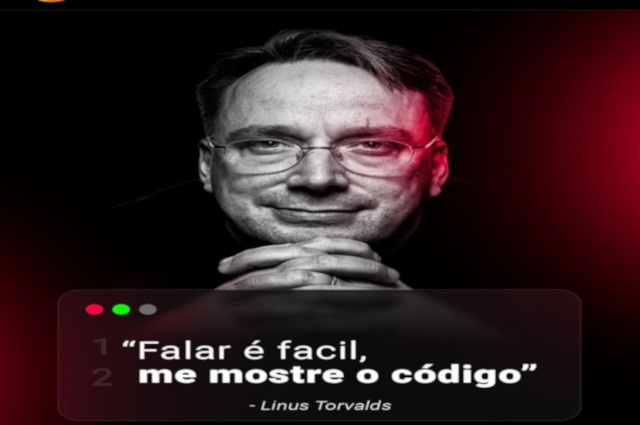 1 “Falar é facil,
2 me mostre o código”
- Linus Torvalds